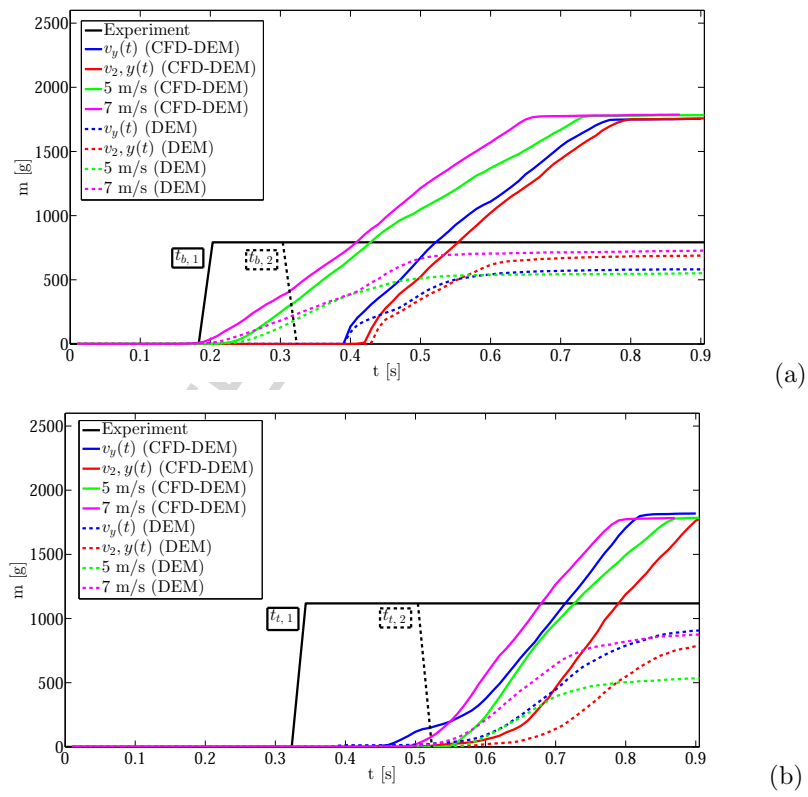 2500
2000
1500
1000
500
0
m [g]
Experiment
v_y(t) (CFD-DEM)
v_2, y(t) (CFD-DEM)
5 m/s (CFD-DEM)
7 m/s (CFD-DEM)
v_y(t) (DEM)
v_2, y(t) (DEM)
5 m/s (DEM)
7 m/s (DEM)
t_{b, 1}
t_{b, 2}
0 0.1 0.2 0.3 0.4 0.5 0.6 0.7 0.8 0.9
t [s]
(a)
2500
2000
1500
1000
500
0
m [g]
Experiment
v_y(t) (CFD-DEM)
v_2, y(t) (CFD-DEM)
5 m/s (CFD-DEM)
7 m/s (CFD-DEM)
v_y(t) (DEM)
v_2, y(t) (DEM)
5 m/s (DEM)
7 m/s (DEM)
t_{t, 1}
t_{t, 2}
0 0.1 0.2 0.3 0.4 0.5 0.6 0.7 0.8 0.9
t [s]
(b)